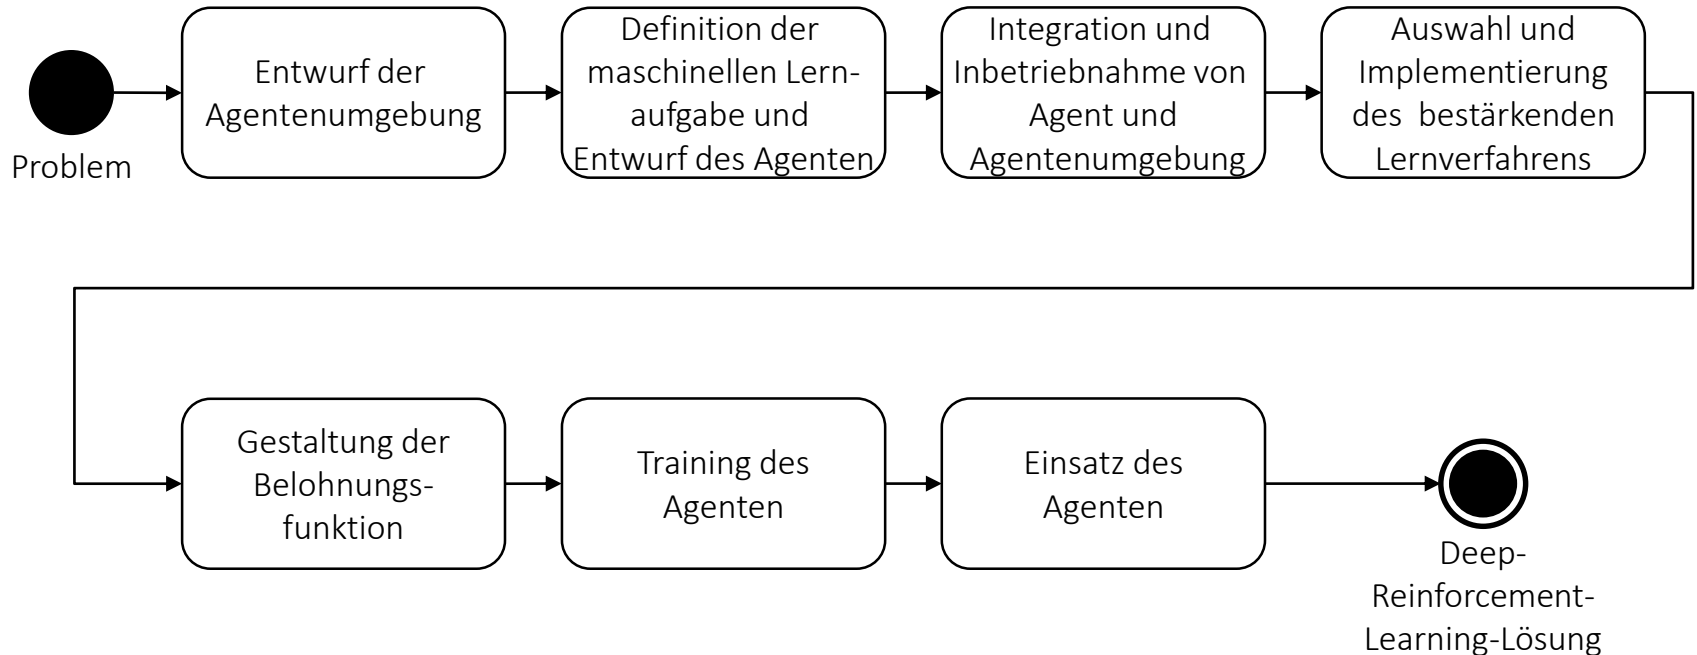 Problem
Entwurf der
Agentenumgebung
Definition der
maschinellen Lern-
aufgabe und
Entwurf des Agenten
Integration und
Inbetriebnahme von
Agent und
Agentenumgebung
Auswahl und
Implementierung
des bestärkenden
Lernverfahrens
Gestaltung der
Belohnungs-
funktion
Training des
Agenten
Einsatz des
Agenten
Deep-
Reinforcement-
Learning-Lösung